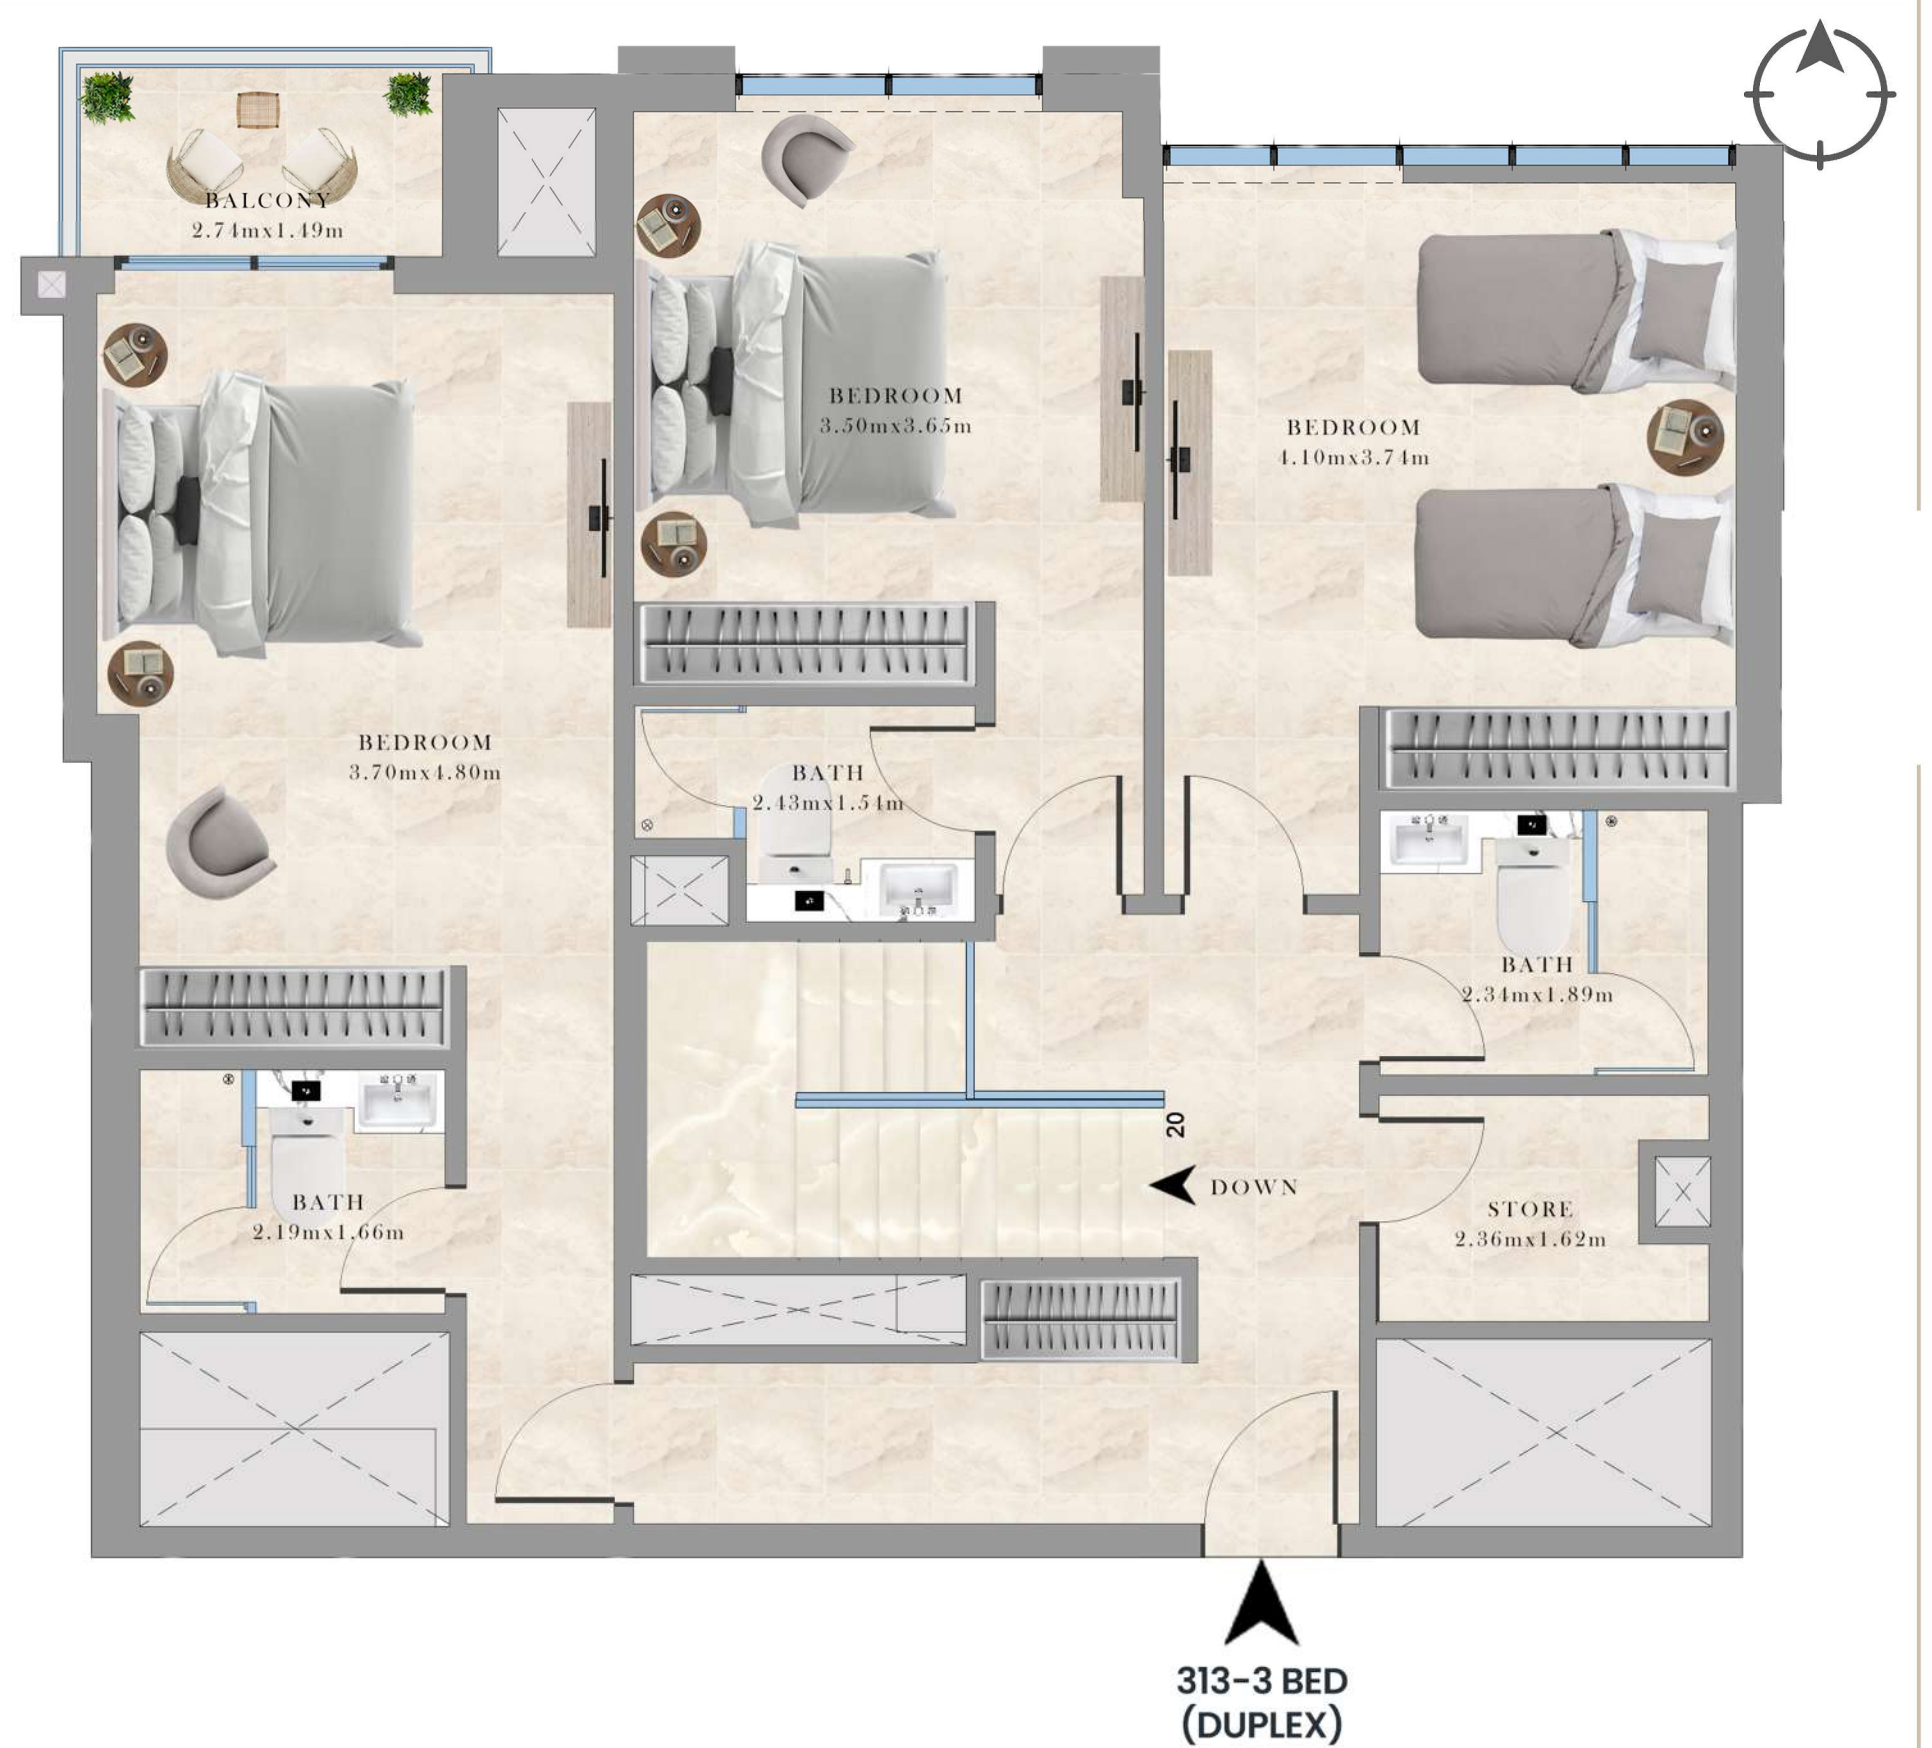 BALCONY
2.74mx1.49m
BEDROOM
3.50mx3.65m
BEDROOM
4.10mx3.74m
BEDROOM
3.70mx4.80m
BATH
2.43mx1.54m
BATH
2.34mx1.89m
20
DOWN
BATH
2.19mx1.66m
STORE
2.36mx1.62m
313-3 BED
(DUPLEX)